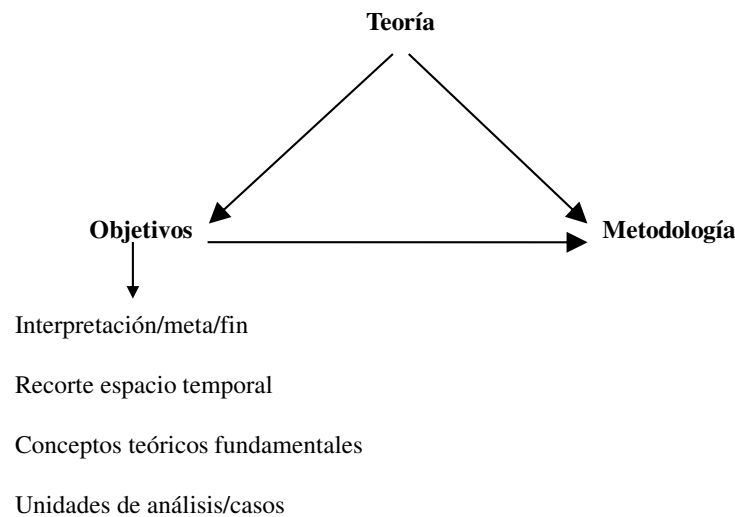 Teoría
Objetivos
Metodología
Interpretación/meta/fin
Recorte espacio temporal
Conceptos teóricos fundamentales
Unidades de análisis/casos